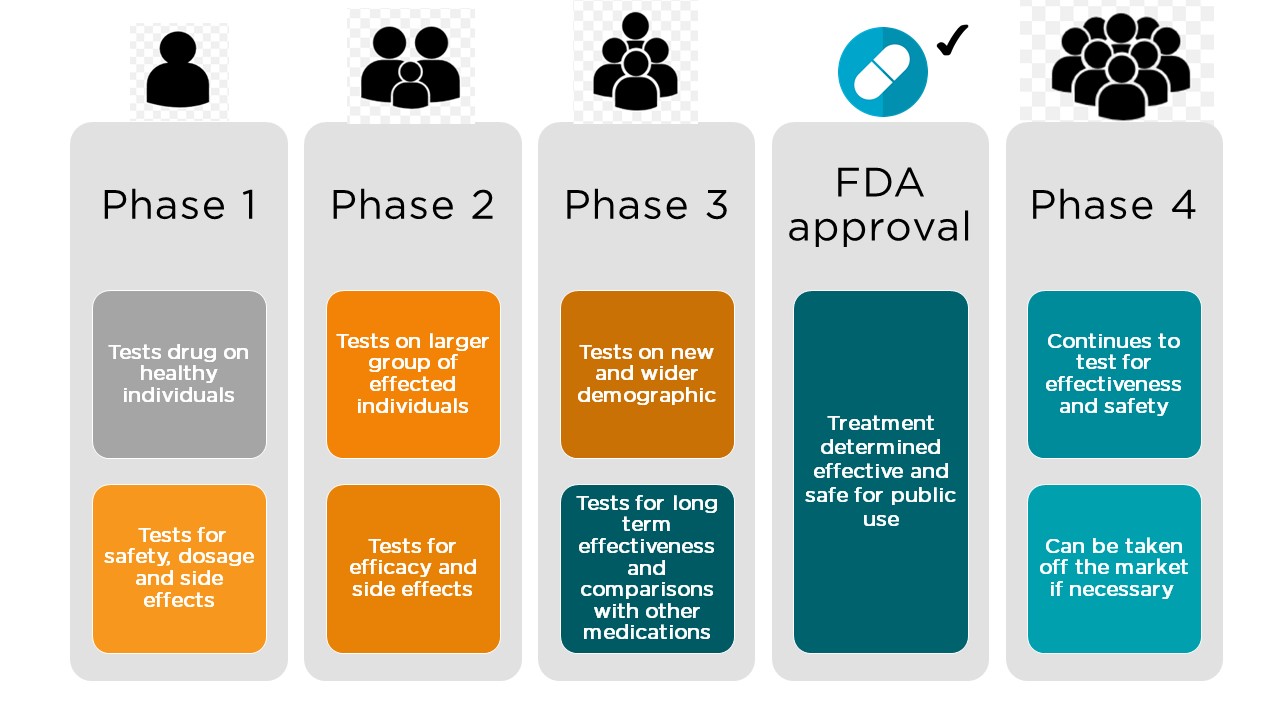 Phase 1
Tests drug on
healthy
individuals
Tests for
safety, dosage
and side
effects
Phase 2
Tests on larger
group of
effected
individuals
Tests for
efficacy and
side effects
Phase 3
Tests on new
and wider
demographic
Tests for long
term
effectiveness
and
comparisons
with other
medications
FDA
approval
Treatment
determined
effective and
safe for public
use
Phase 4
Continues to
test for
effectiveness
and safety
Can be taken
off the market
if necessary